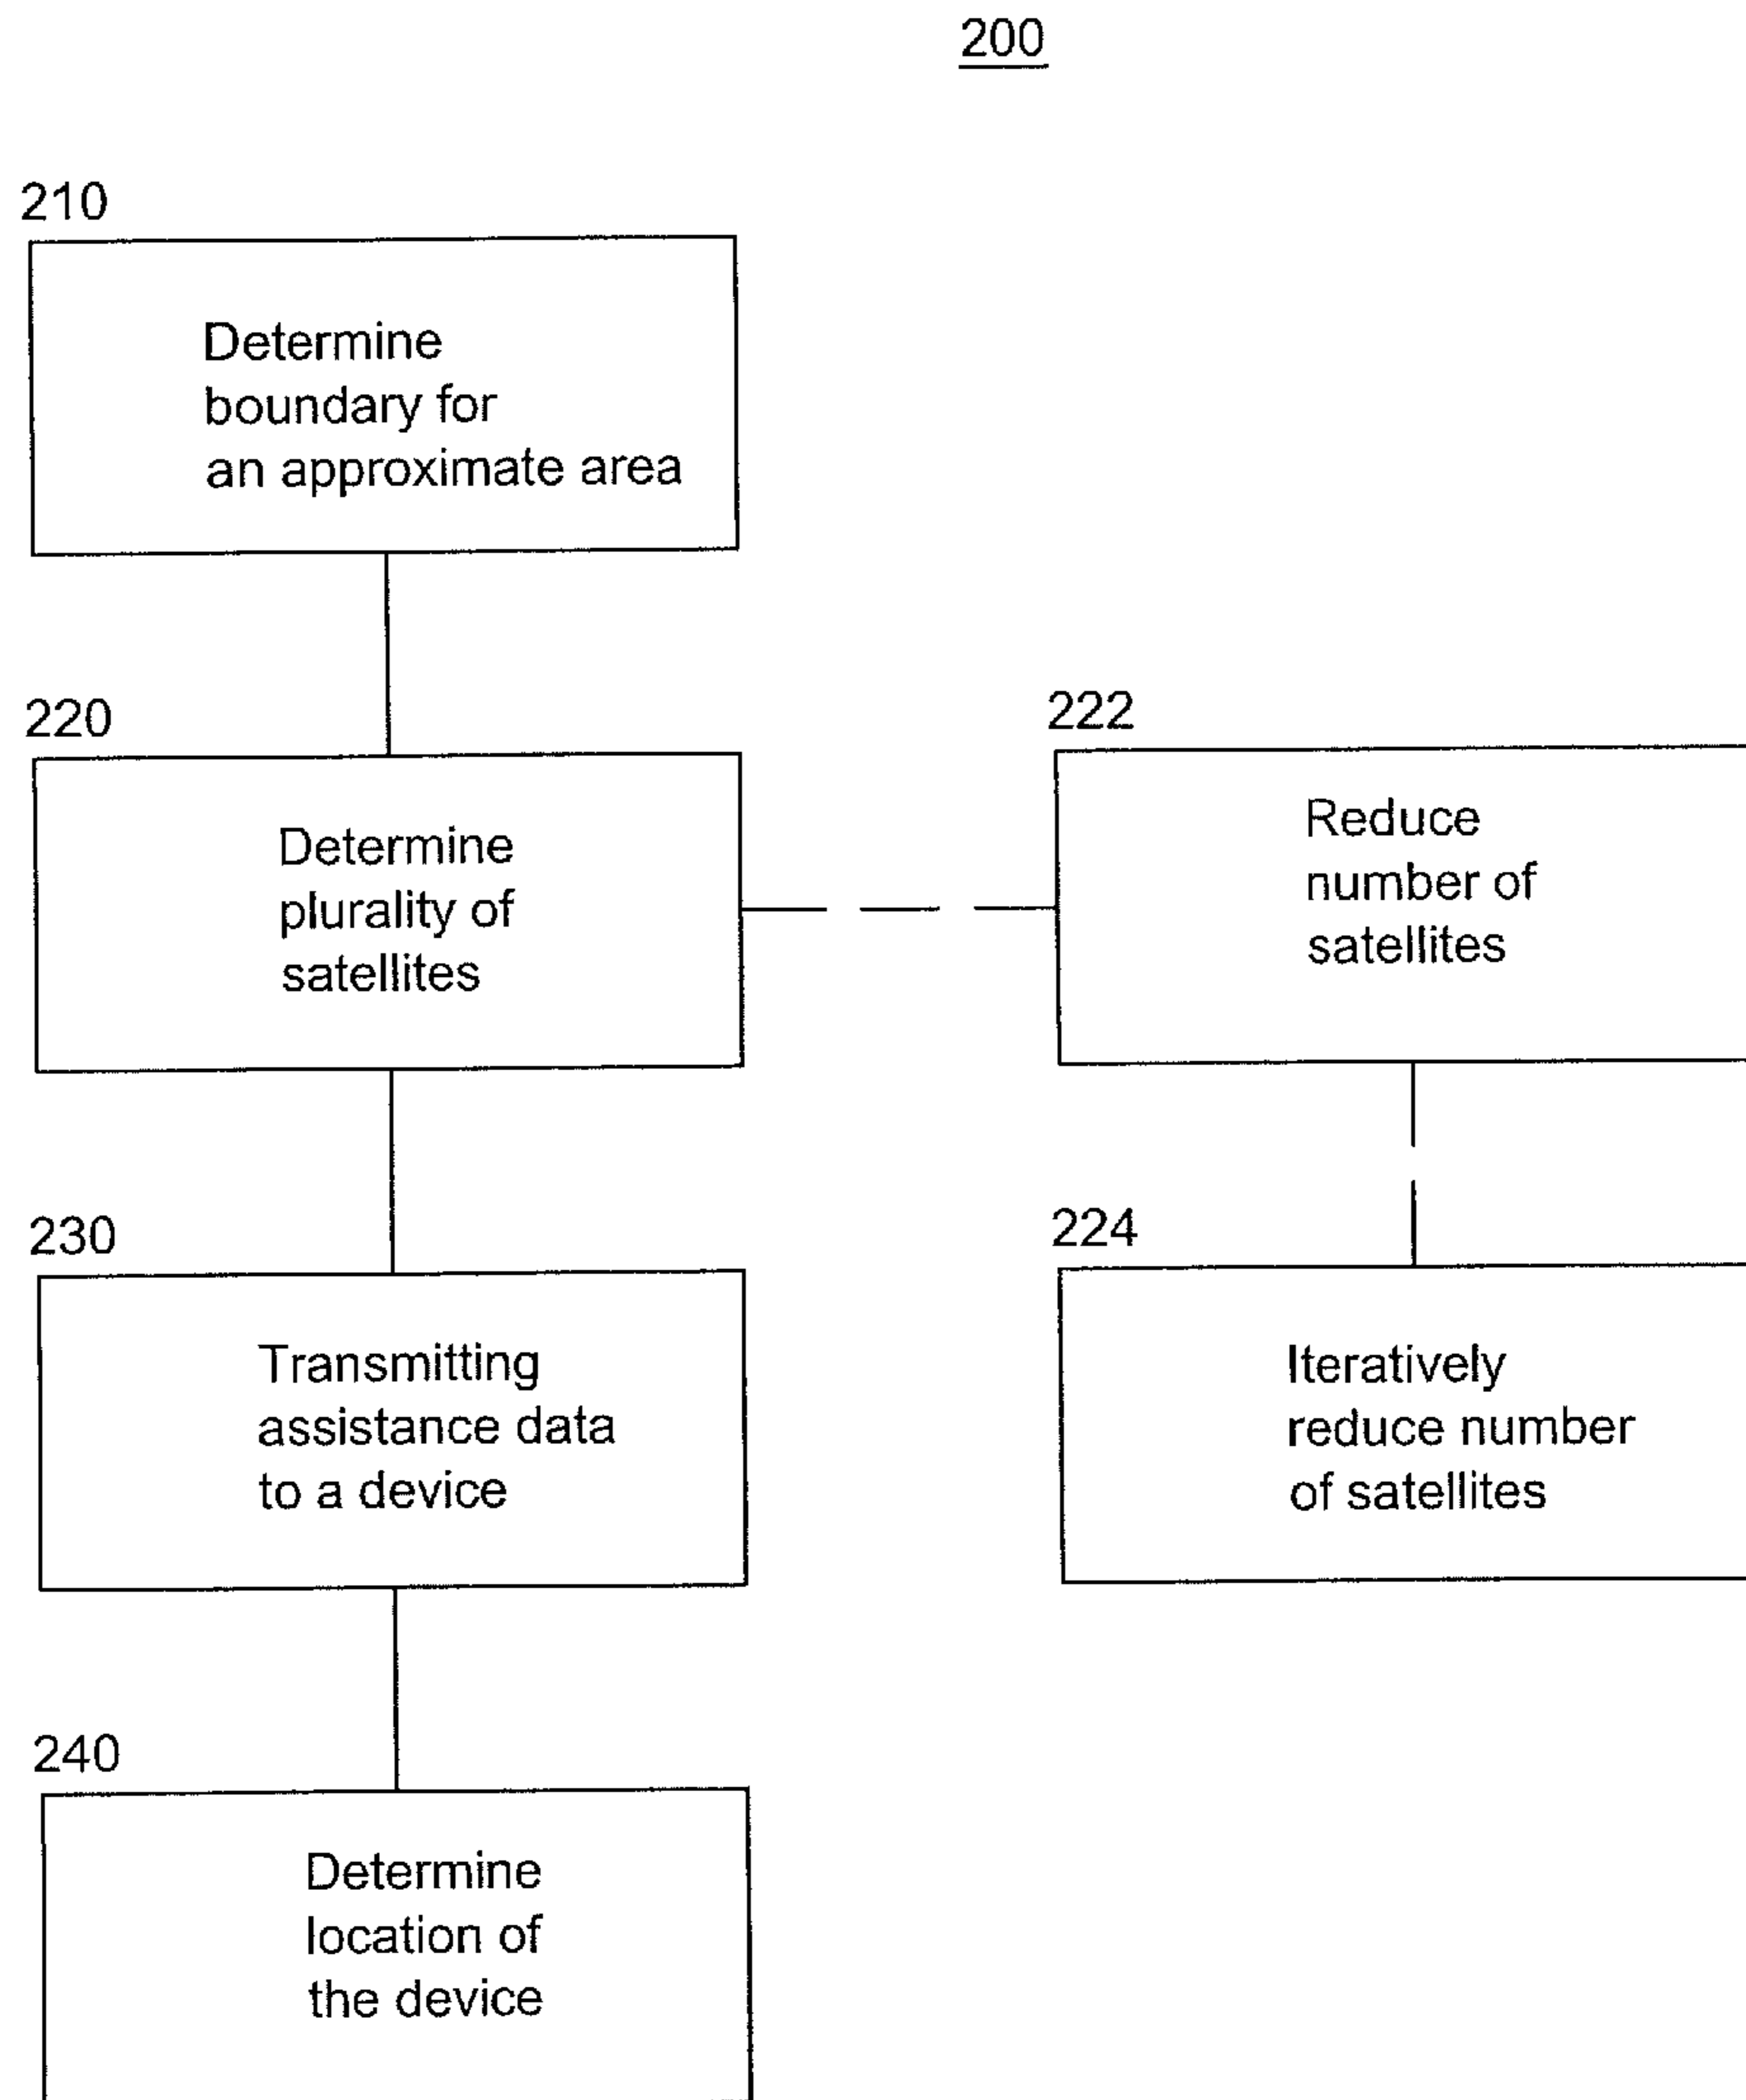 200
210
Determine
boundary for
an approximate area
220
Determine
plurality of
satellites
222
Reduce
number of
satellites
230
Transmitting
assistance data
to a device
224
Iteratively
reduce number
of satellites
240
Determine
location of
the device